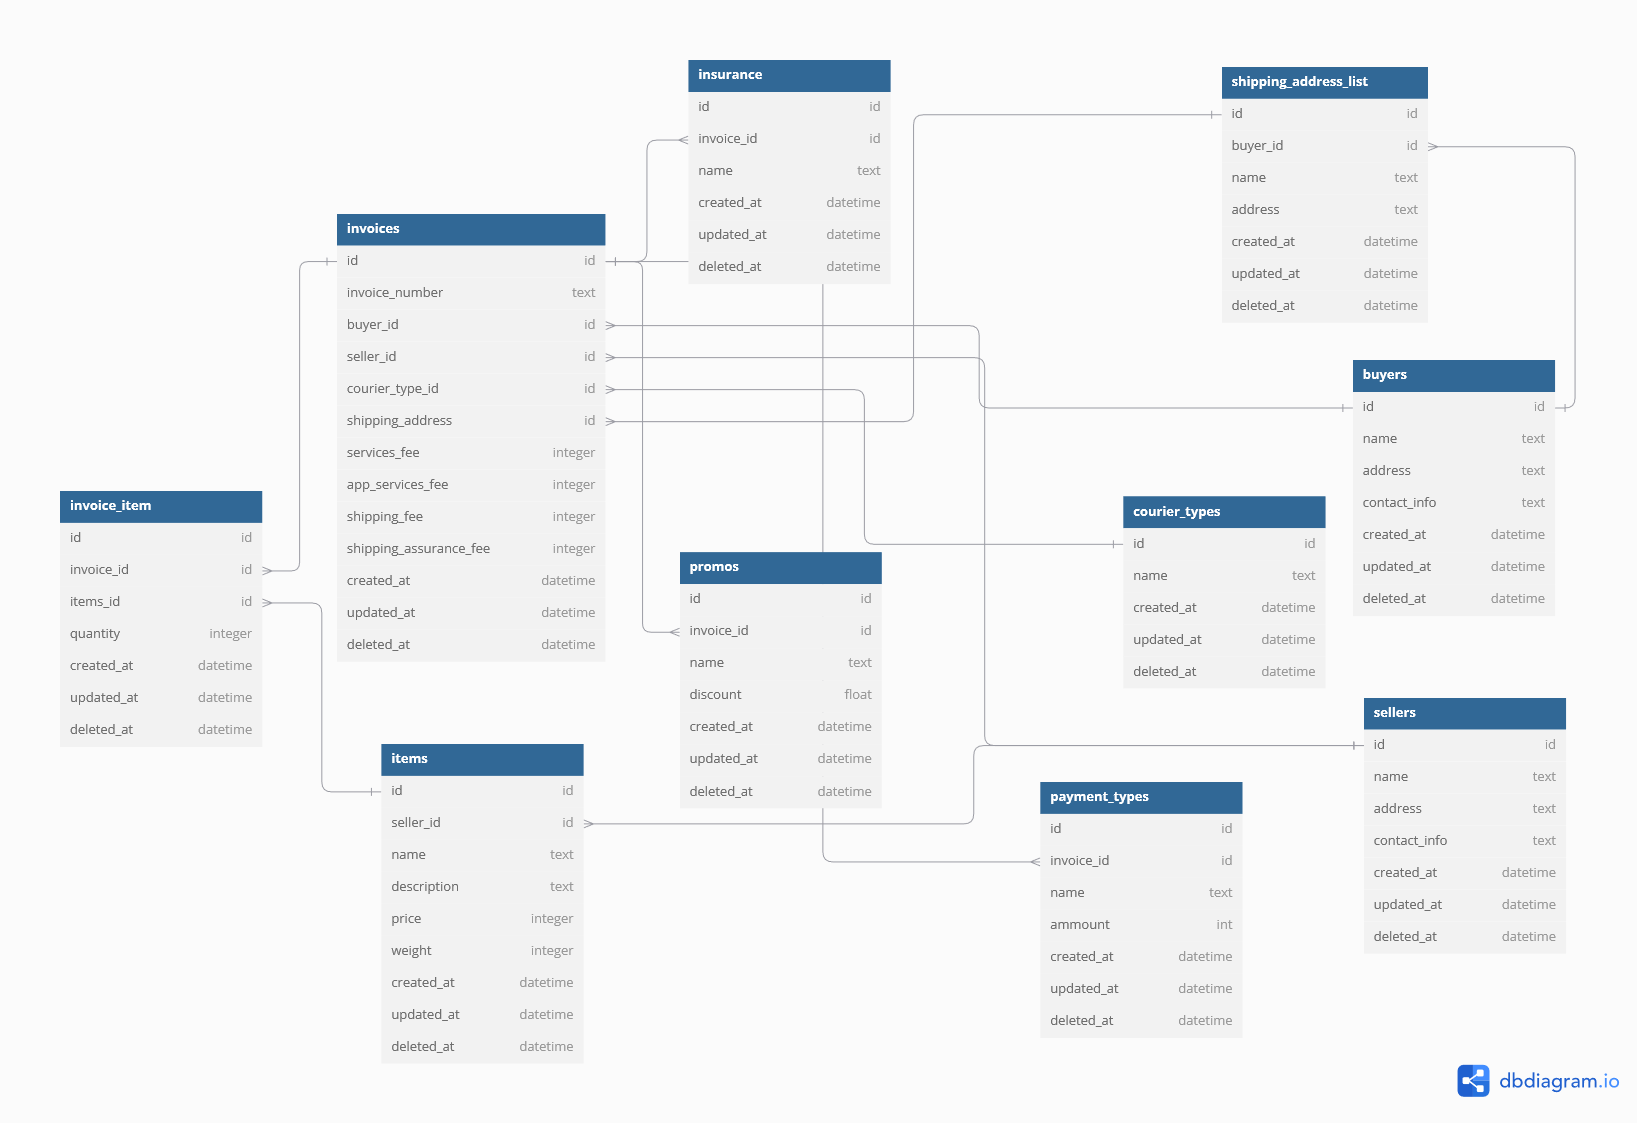 insurance
id id
invoice_id id
name text
created_at datetime
updated_at datetime
deleted_at datetime
shipping_address_list
id id
buyer_id id
name text
address text
created_at datetime
updated_at datetime
deleted_at datetime
invoices
id id
invoice_number text
buyer_id id
seller_id id
courier_type_id id
shipping_address id
services_fee integer
app_services_fee integer
shipping_fee integer
shipping_assurance_fee integer
created_at datetime
updated_at datetime
deleted_at datetime
buyers
id id
name text
address text
contact_info text
created_at datetime
updated_at datetime
deleted_at datetime
invoice_item
id id
invoice_id id
items_id id
quantity integer
created_at datetime
updated_at datetime
deleted_at datetime
courier_types
id id
name text
created_at datetime
updated_at datetime
deleted_at datetime
promos
id id
invoice_id id
name text
discount float
created_at datetime
updated_at datetime
deleted_at datetime
sellers
id id
name text
address text
contact_info text
created_at datetime
updated_at datetime
deleted_at datetime
items
id id
seller_id id
name text
description text
price integer
weight integer
created_at datetime
updated_at datetime
deleted_at datetime
payment_types
id id
invoice_id id
name text
ammount int
created_at datetime
updated_at datetime
deleted_at datetime
dbdiagram.io